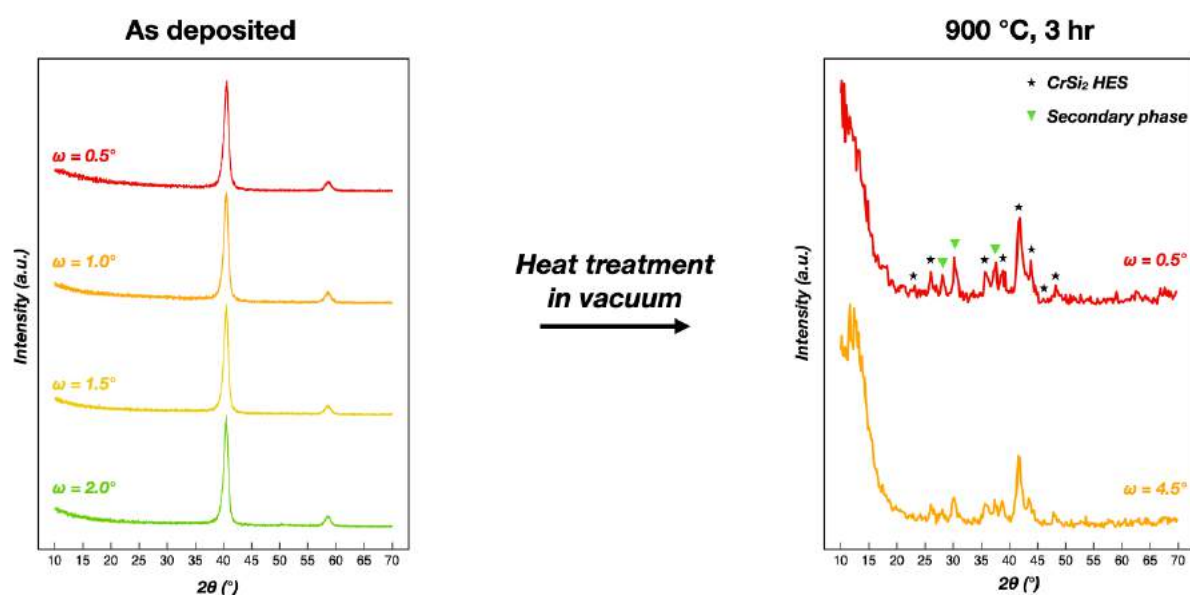 As deposited
Intensity (a.u.)
ω = 0.5°
ω = 1.0°
ω = 1.5°
ω = 2.0°
10 15 20 25 30 35 40 45 50 55 60 65 70
2θ (°)
Heat treatment
in vacuum
900 °C, 3 hr
Intensity (a.u.)
★ CrSi₂ HES
▼ Secondary phase
ω = 0.5°
ω = 4.5°
10 15 20 25 30 35 40 45 50 55 60 65 70
2θ (°)